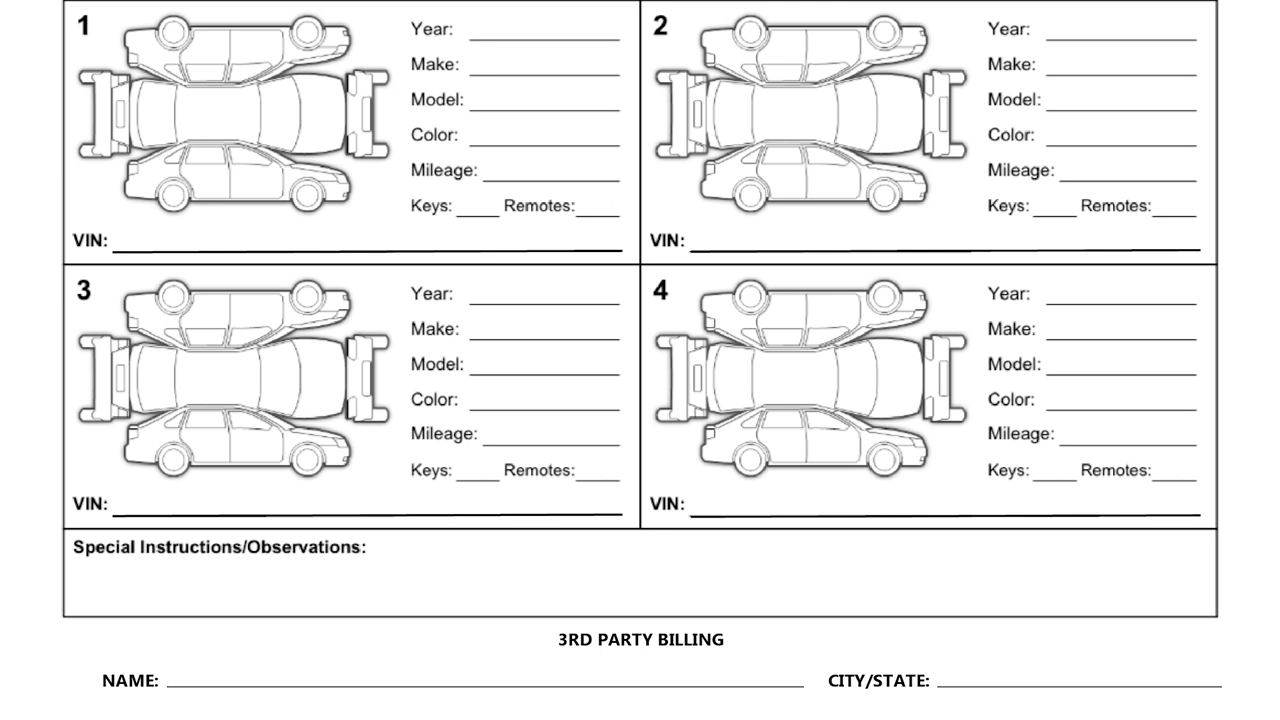 1
Year:
Make:
Model:
Color:
Mileage:
Keys: Remotes:
VIN:
2
Year:
Make:
Model:
Color:
Mileage:
Keys: Remotes:
VIN:
3
Year:
Make:
Model:
Color:
Mileage:
Keys: Remotes:
VIN:
4
Year:
Make:
Model:
Color:
Mileage:
Keys: Remotes:
VIN:
Special Instructions/Observations:
3RD PARTY BILLING
NAME: CITY/STATE: